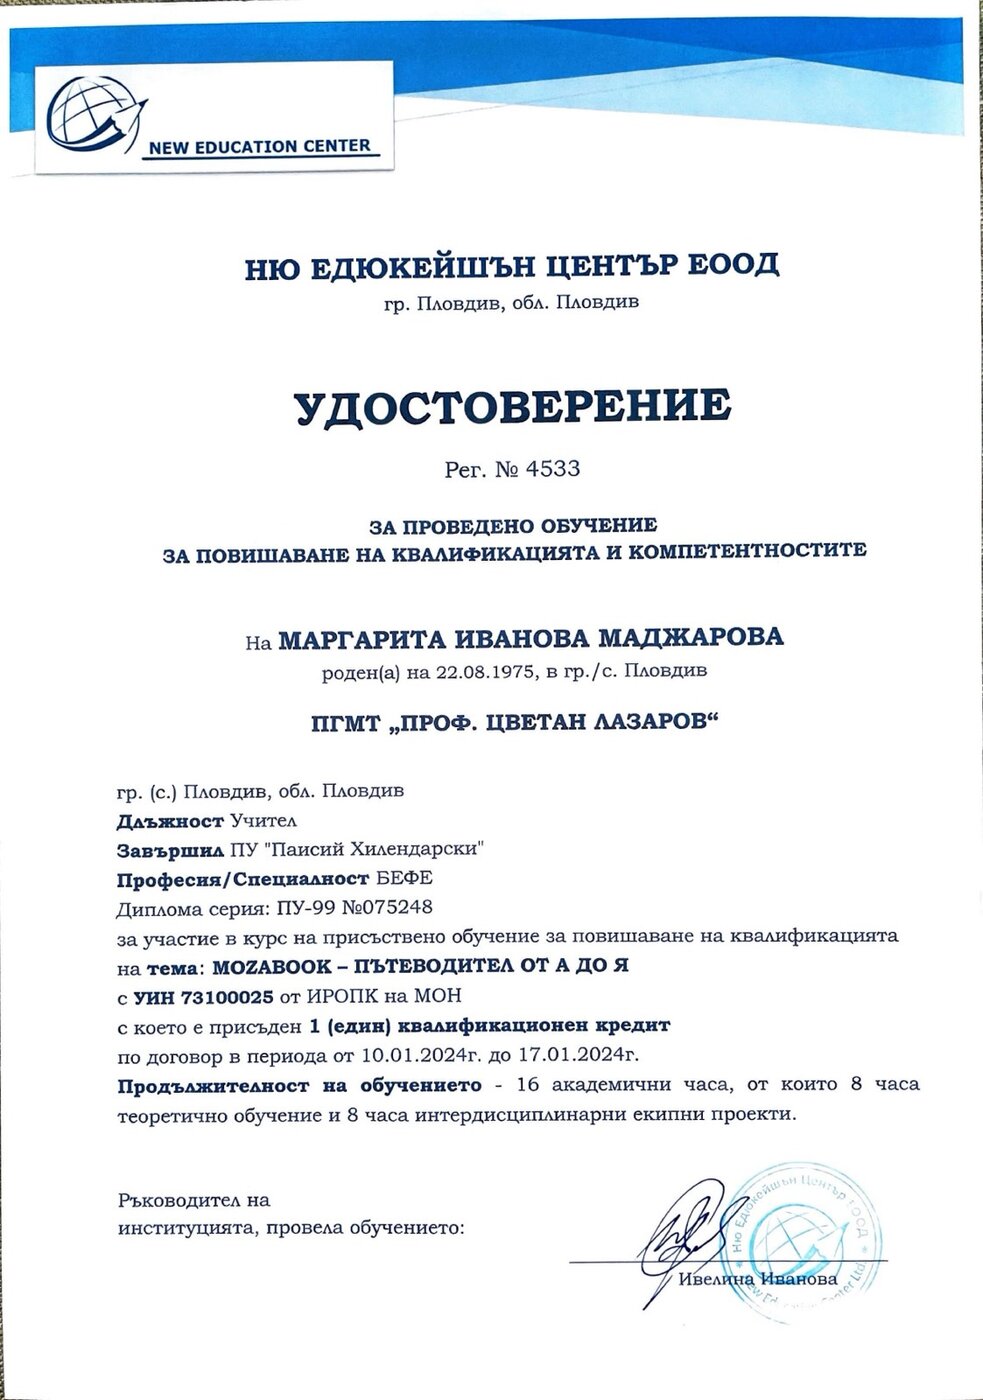 NEW EDUCATION CENTER
НЮ ЕДЮКЕЙШЪН ЦЕНТЪР ЕООД
гр. Пловдив, обл. Пловдив
УДОСТОВЕРЕНИЕ
Рег. № 4533
ЗА ПРОВЕДЕНО ОБУЧЕНИЕ
ЗА ПОВИШАВАНЕ НА КВАЛИФИКАЦИЯТА И КОМПЕТЕНТНОСТИТЕ
На МАРГАРИТА ИВАНОВА МАДЖАРОВА
роден(а) на 22.08.1975, в гр./с. Пловдив
ПГМТ „ПРОФ. ЦВЕТАН ЛАЗАРОВ“
гр. (с.) Пловдив, обл. Пловдив
Длъжност Учител
Завършил ПУ "Паисий Хилендарски"
Професия/Специалност БЕФЕ
Диплома серия: ПУ-99 №075248
за участие в курс на присъствено обучение за повишаване на квалификацията
на тема: MOZABOOK – ПЪТЕВОДИТЕЛ ОТ А ДО Я
с УИН 73100025 от ИРОПК на МОН
с което е присъден 1 (един) квалификационен кредит
по договор в периода от 10.01.2024г. до 17.01.2024г.
Продължителност на обучението - 16 академични часа, от които 8 часа
теоретично обучение и 8 часа интердисциплинарни екипни проекти.
Ръководител на
институцията, провела обучението:
Ивелина Иванова
Ню Едюкейшън Център ЕООД